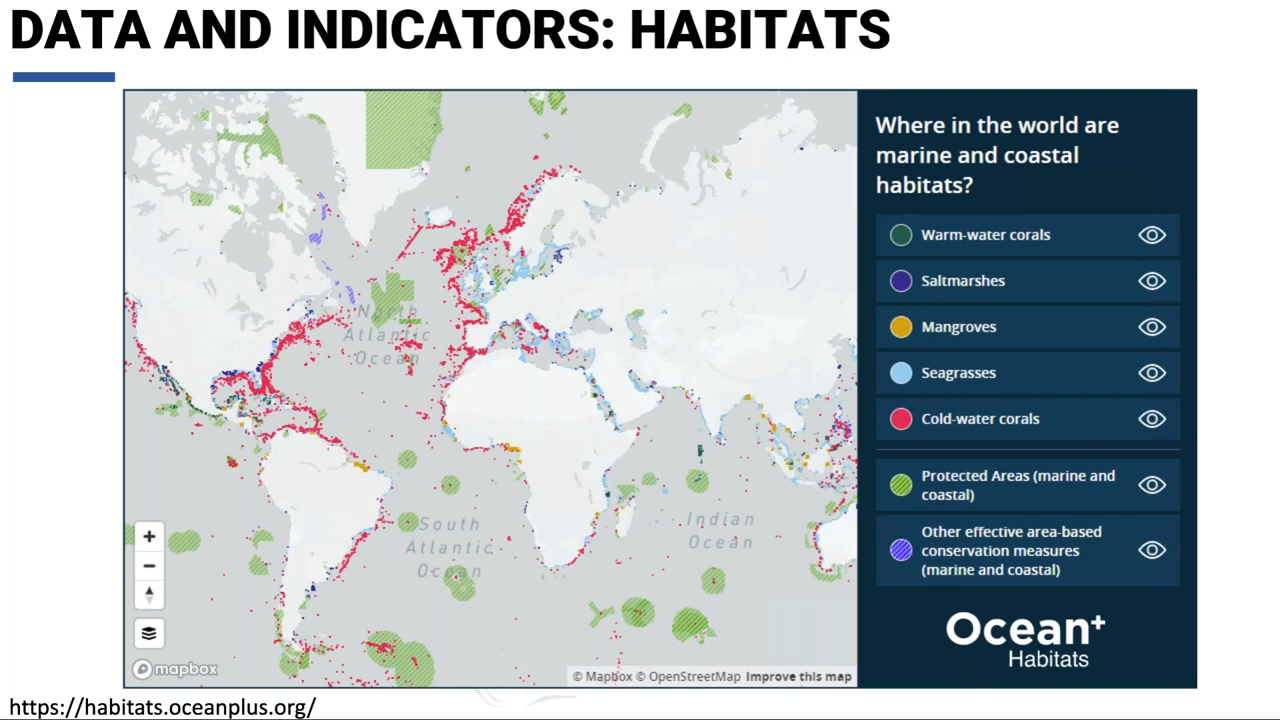 DATA AND INDICATORS: HABITATS
North
Atlantic
Ocean
South
Atlantic
Ocean
Indian
Ocean
mapbox
© Mapbox © OpenStreetMap Improve this map
Where in the world are
marine and coastal
habitats?
Warm-water corals
Saltmarshes
Mangroves
Seagrasses
Cold-water corals
Protected Areas (marine and
coastal)
Other effective area-based
conservation measures
(marine and coastal)
Ocean+
Habitats
https://habitats.oceanplus.org/